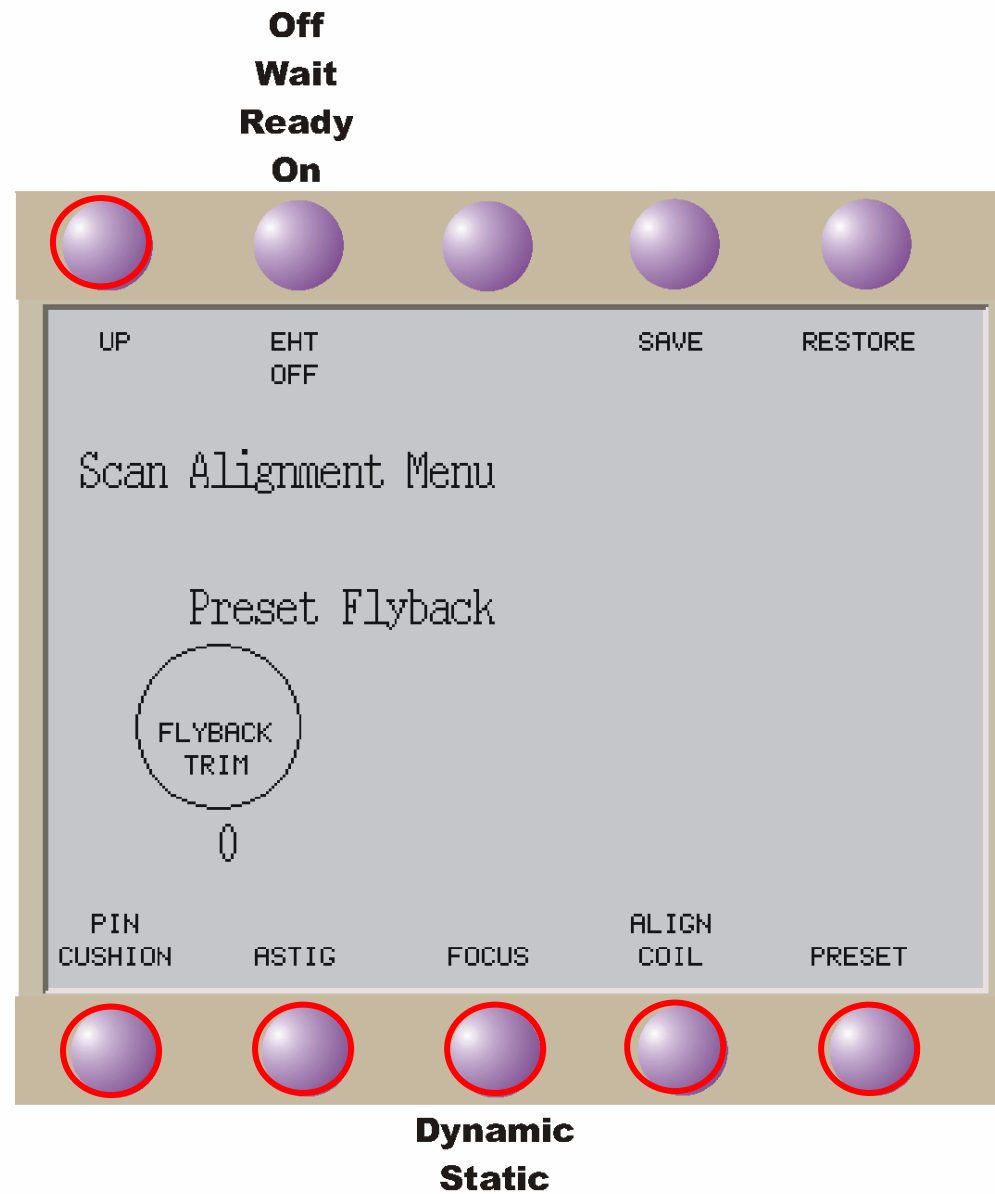 Off
Wait
Ready
On
UP EHT SAVE RESTORE
OFF
Scan Alignment Menu
Preset Flyback
FLYBACK
TRIM
0
PIN ALIGN
CUSHION ASTIG FOCUS COIL PRESET
Dynamic
Static